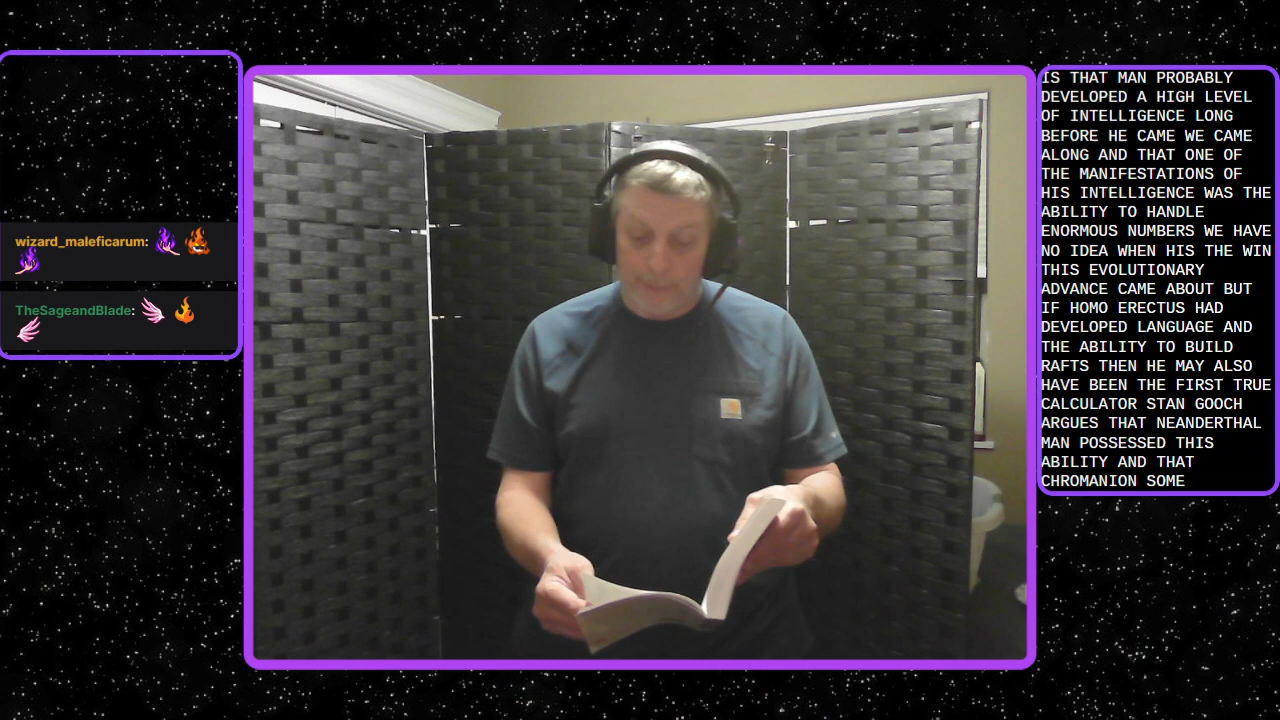 wizard_maleficarum:
TheSageandBlade:
IS THAT MAN PROBABLY
DEVELOPED A HIGH LEVEL
OF INTELLIGENCE LONG
BEFORE HE CAME WE CAME
ALONG AND THAT ONE OF
THE MANIFESTATIONS OF
HIS INTELLIGENCE WAS THE
ABILITY TO HANDLE
ENORMOUS NUMBERS WE HAVE
NO IDEA WHEN HIS THE WIN
THIS EVOLUTIONARY
ADVANCE CAME ABOUT BUT
IF HOMO ERECTUS HAD
DEVELOPED LANGUAGE AND
THE ABILITY TO BUILD
RAFTS THEN HE MAY ALSO
HAVE BEEN THE FIRST TRUE
CALCULATOR STAN GOOCH
ARGUES THAT NEANDERTHAL
MAN POSSESSED THIS
ABILITY AND THAT
CHROMANION SOME